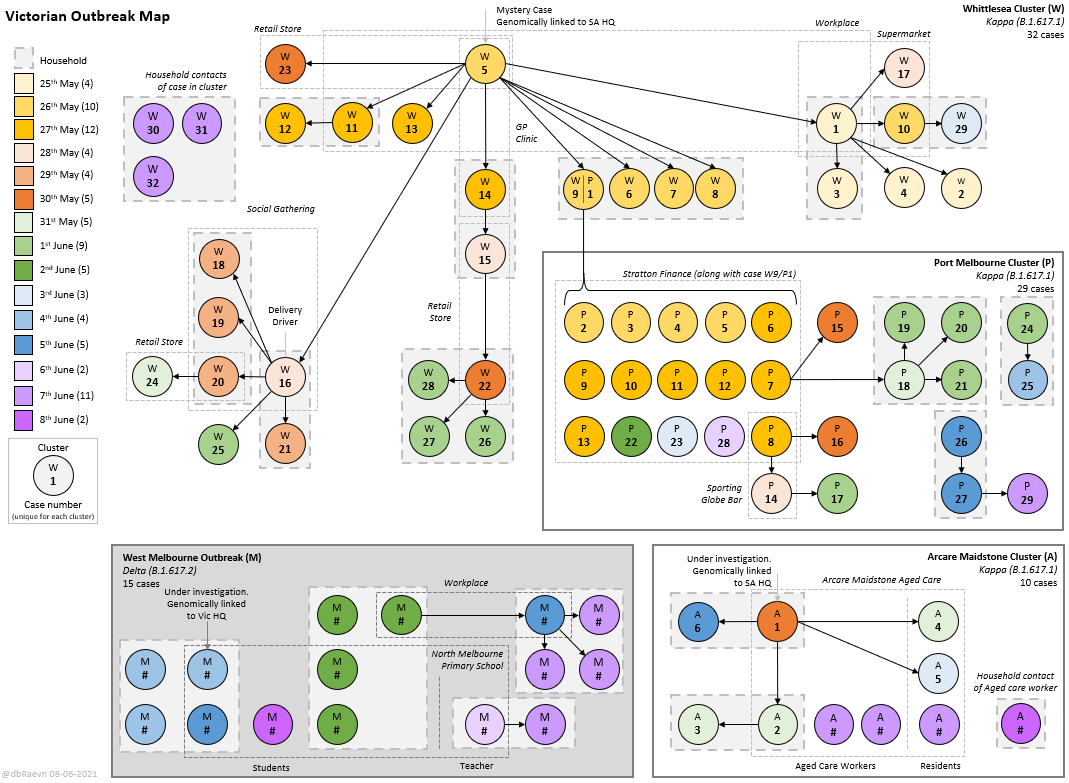 Victorian Outbreak Map
Mystery Case
Genomically linked to SA HQ
Whittlesea Cluster (W)
Kappa (B.1.617.1)
32 cases
Household
25th May (4)
26th May (10)
27th May (12)
28th May (4)
29th May (4)
30th May (5)
31st May (5)
1st June (9)
2nd June (5)
3rd June (3)
4th June (4)
5th June (5)
6th June (2)
7th June (11)
8th June (2)
Cluster
W
1
Case number
(unique for each cluster)
Household contacts
of case in cluster
W
30
W
31
W
32
Retail Store
W
23
W
5
W
12
W
11
W
13
GP
Clinic
Workplace
Supermarket
W
17
W
1
W
10
W
29
W
3
W
4
W
2
W
14
W
15
W
9
P
1
W
6
W
7
W
8
Social Gathering
W
18
W
19
Delivery
Driver
Retail Store
W
24
W
20
W
16
W
25
W
21
Retail
Store
W
28
W
22
W
27
W
26
Port Melbourne Cluster (P)
Kappa (B.1.617.1)
29 cases
Stratton Finance (along with case W9/P1)
P
2
P
3
P
4
P
5
P
6
P
15
P
19
P
20
P
24
P
9
P
10
P
11
P
12
P
7
P
18
P
21
P
25
P
13
P
22
P
23
P
28
P
8
P
16
P
26
Sporting
Globe Bar
P
14
P
17
P
27
P
29
West Melbourne Outbreak (M)
Delta (B.1.617.2)
15 cases
Under investigation.
Genomically linked
to Vic HQ
Workplace
M
#
M
#
M
#
M
#
North Melbourne
Primary School
M
#
M
#
M
#
M
#
M
#
M
#
M
#
M
#
M
#
M
#
M
#
Students
Teacher
Arcare Maidstone Cluster (A)
Kappa (B.1.617.1)
10 cases
Under investigation.
Genomically linked
to SA HQ
Arcare Maidstone Aged Care
A
6
A
1
A
4
A
5
Household contact
of Aged care worker
A
3
A
2
A
#
A
#
A
#
A
#
Aged Care Workers
Residents
@dbRaevn 08-06-2021